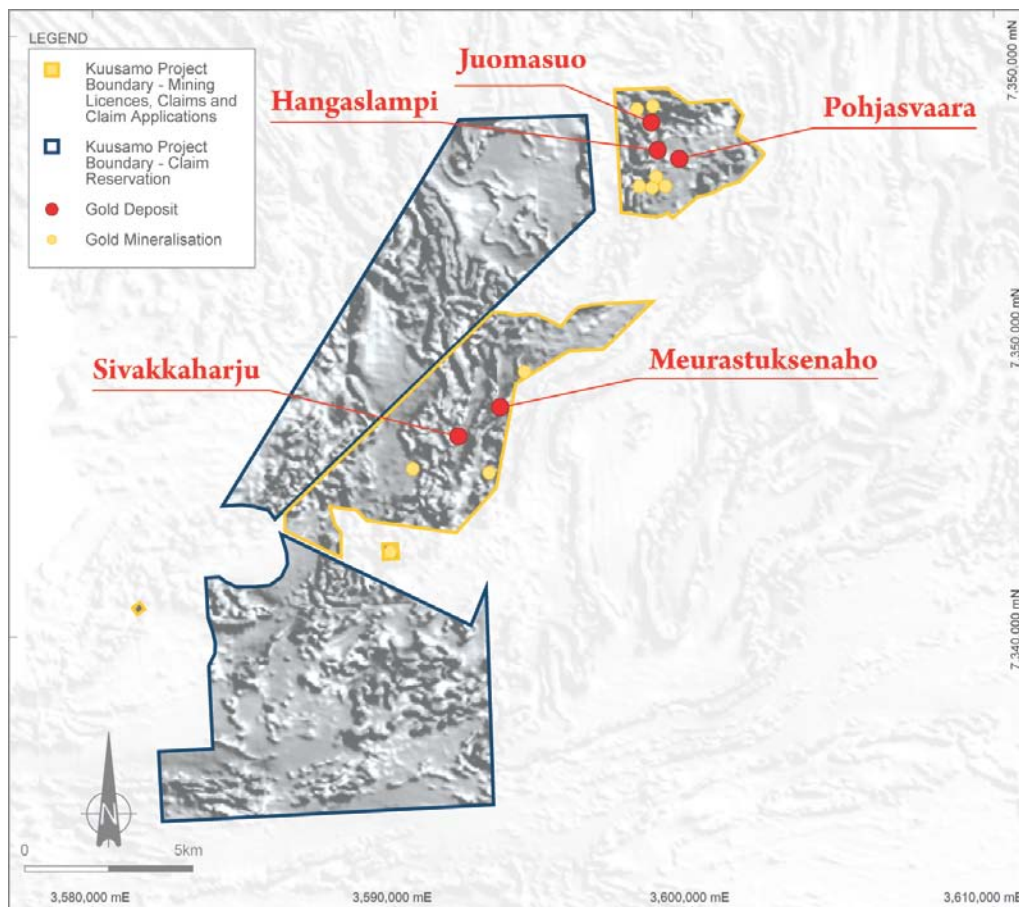 LEGEND
Kuusamo Project
Boundary - Mining
Licences, Claims and
Claim Applications
Kuusamo Project
Boundary - Claim
Reservation
Gold Deposit
Gold Mineralisation
Juomasuo
Hangaslampi
Pohjasvaara
7,350,000 mN
7,350,000 mN
Sivakkaharju
Meurastuksenaho
7,340,000 mN
N
0 5km
3,580,000 mE 3,590,000 mE 3,600,000 mE 3,610,000 mE